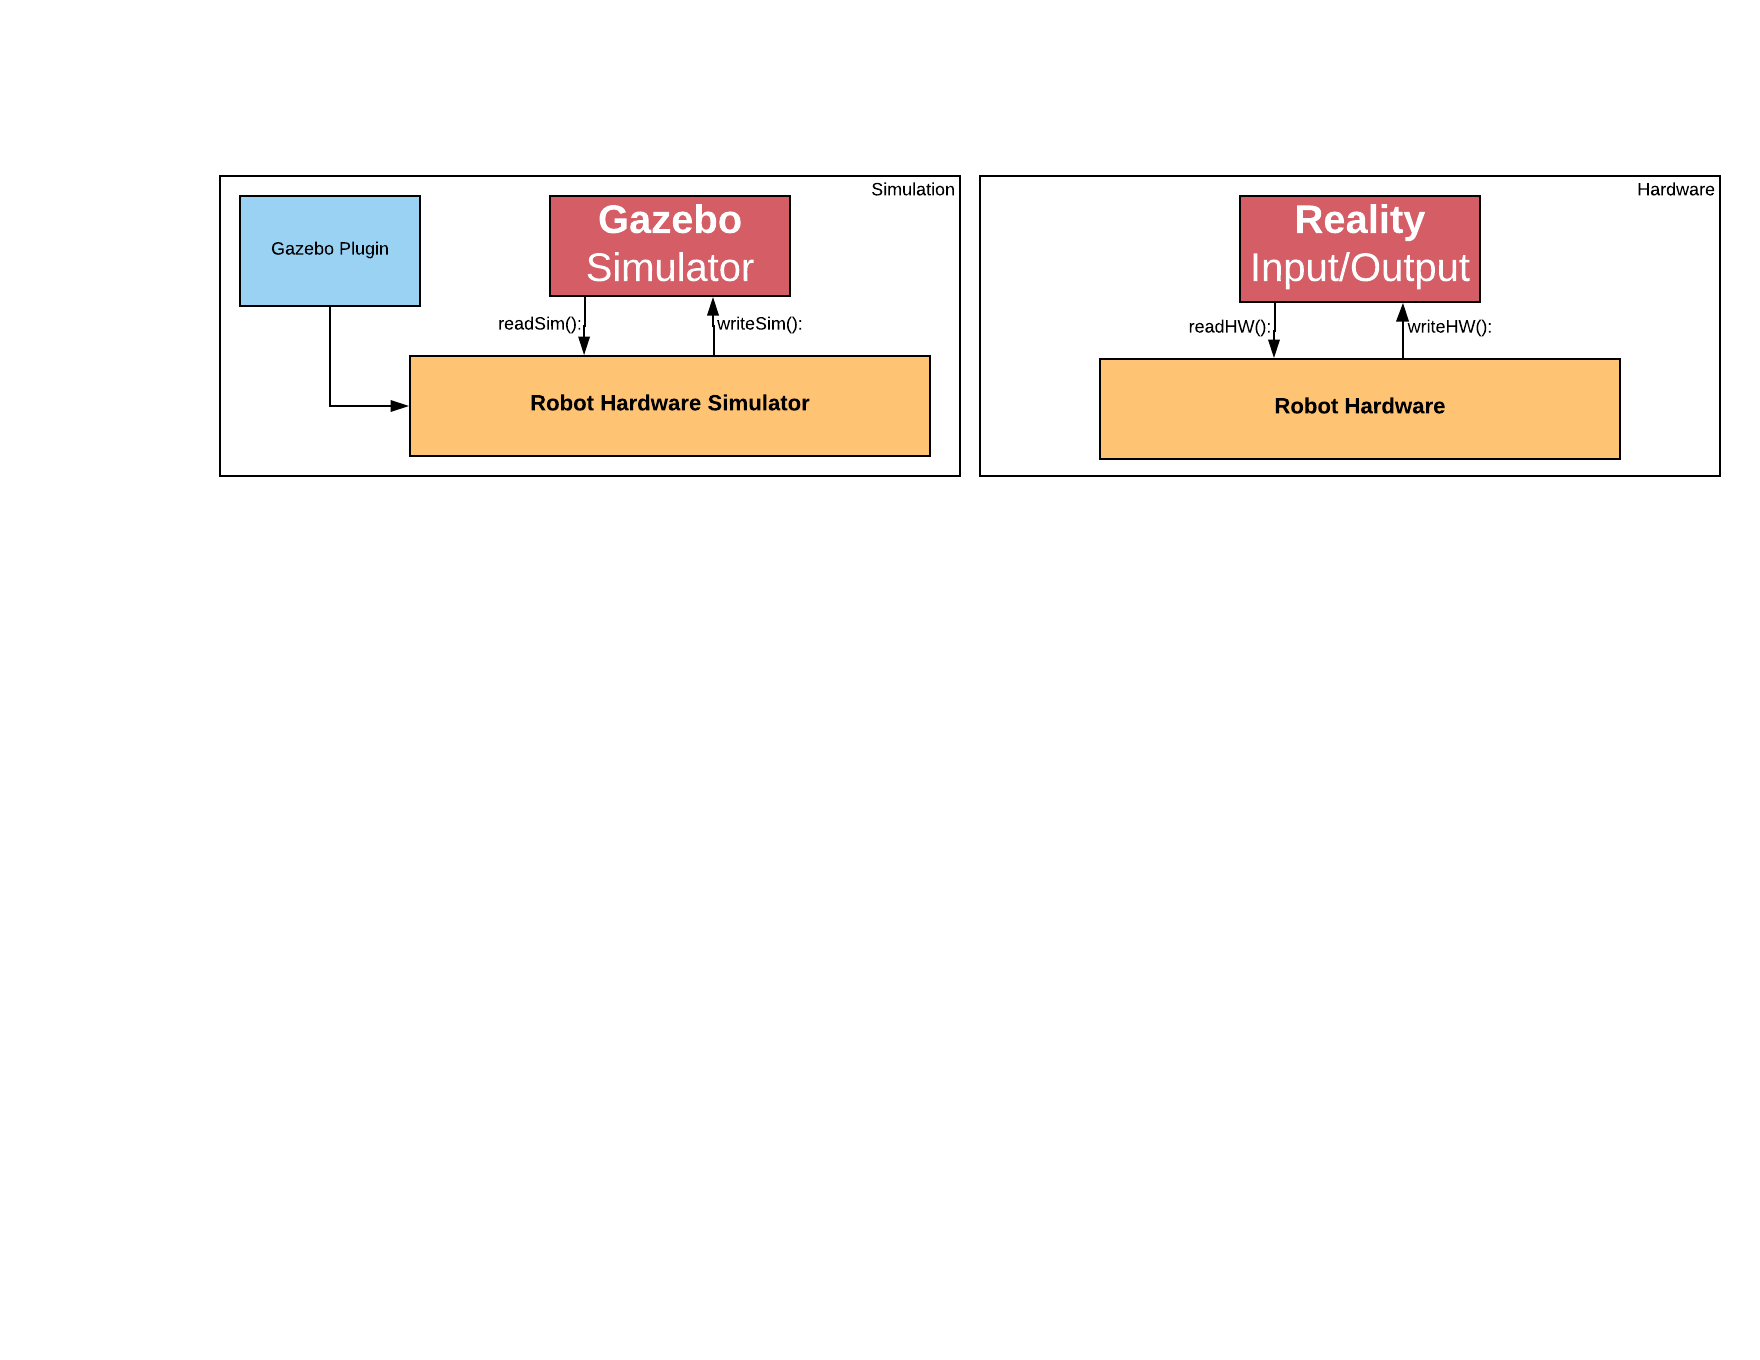 Simulation
Gazebo Plugin
Gazebo
Simulator
readSim():
writeSim():
Robot Hardware Simulator
Hardware
Reality
Input/Output
readHW():
writeHW():
Robot Hardware